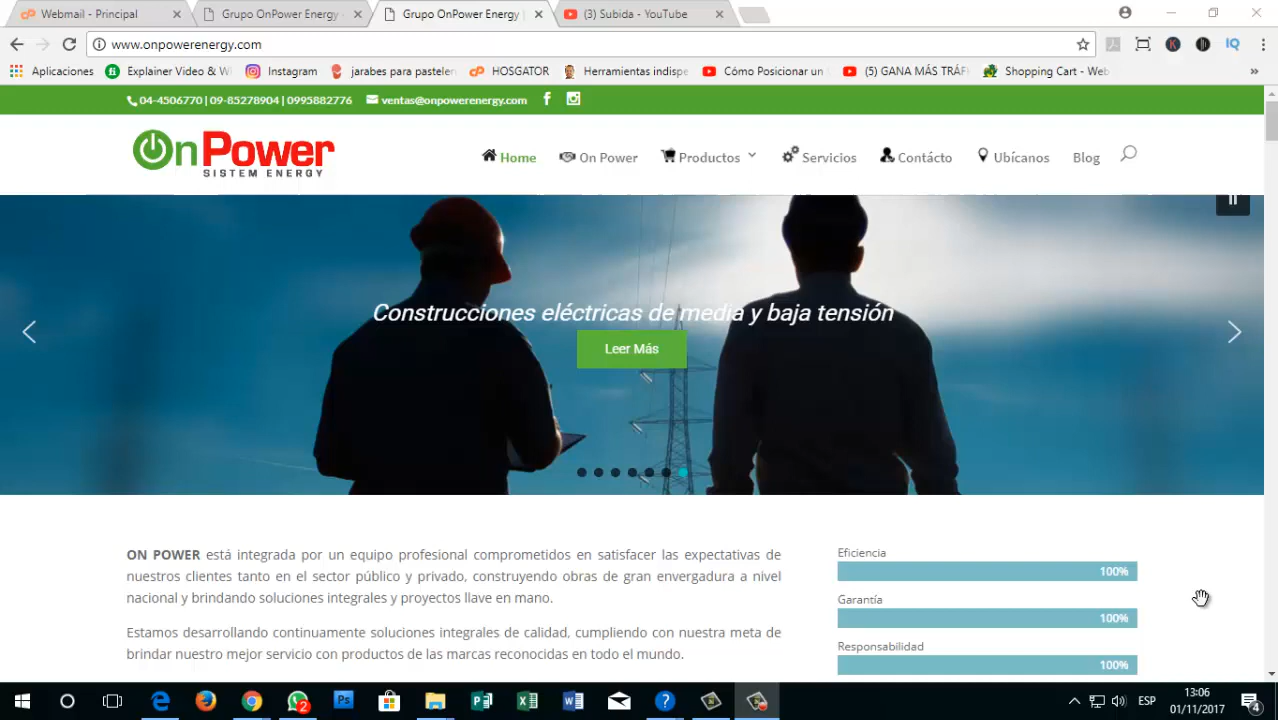 Webmail - Principal
Grupo OnPower Energy -
Grupo OnPower Energy |
(3) Subida - YouTube
www.onpowerenergy.com
Aplicaciones
Explainer Video & W
Instagram
jarabes para pasteler
HOSGATOR
Herramientas indispe
Cómo Posicionar un
(5) GANA MÁS TRÁF
Shopping Cart - Web
04-4506770 | 09-85278904 | 0995882776
ventas@onpowerenergy.com
OnPower
SISTEM ENERGY
Home
On Power
Productos
Servicios
Contácto
Ubícanos
Blog
Construcciones eléctricas de media y baja tensión
Leer Más
ON POWER está integrada por un equipo profesional comprometidos en satisfacer las expectativas de
nuestros clientes tanto en el sector público y privado, construyendo obras de gran envergadura a nivel
nacional y brindando soluciones integrales y proyectos llave en mano.
Estamos desarrollando continuamente soluciones integrales de calidad, cumpliendo con nuestra meta de
brindar nuestro mejor servicio con productos de las marcas reconocidas en todo el mundo.
Eficiencia
100%
Garantía
100%
Responsabilidad
100%
ESP
13:06
01/11/2017